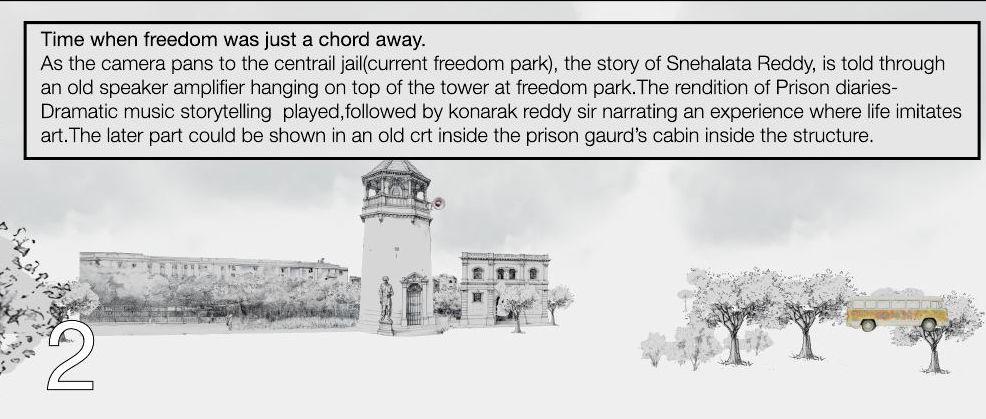 Time when freedom was just a chord away.
As the camera pans to the centrail jail(current freedom park), the story of Snehalata Reddy, is told through
an old speaker amplifier hanging on top of the tower at freedom park.The rendition of Prison diaries-
Dramatic music storytelling  played,followed by konarak reddy sir narrating an experience where life imitates
art.The later part could be shown in an old crt inside the prison gaurd’s cabin inside the structure.
2